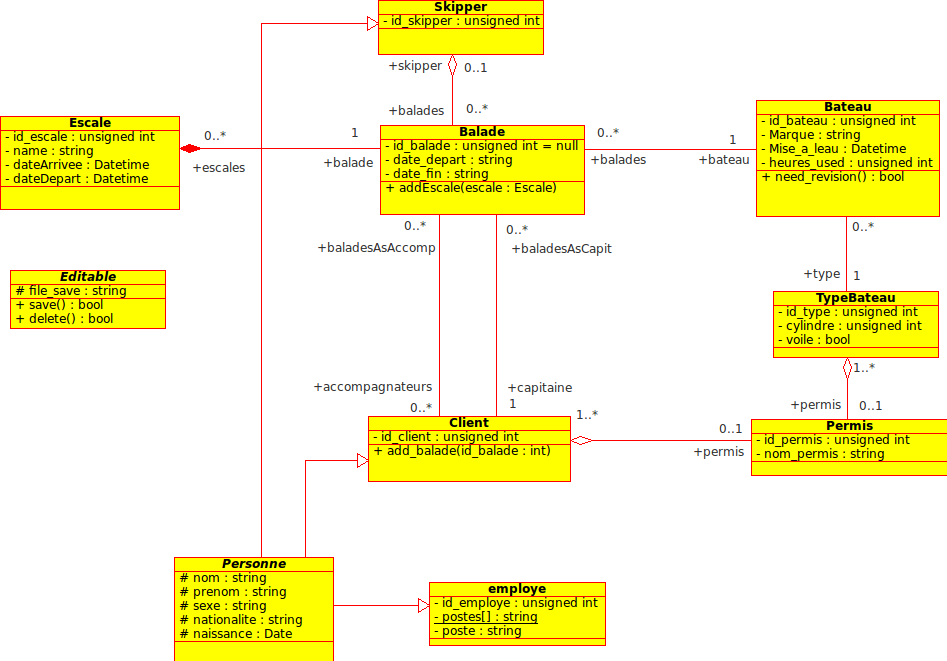 Skipper
- id_skipper : unsigned int
+skipper
0..1
+balades
0..*
Escale
- id_escale : unsigned int
- name : string
- dateArrivee : Datetime
- dateDepart : Datetime
0..*
+escales
1
+balade
Balade
- id_balade : unsigned int = null
- date_depart : string
- date_fin : string
+ addEscale(escale : Escale)
0..*
+balades
1
+bateau
Bateau
- id_bateau : unsigned int
- Marque : string
- Mise_a_leau : Datetime
- heures_used : unsigned int
+ need_revision() : bool
0..*
+baladesAsAccomp
0..*
+baladesAsCapit
0..*
+type
1
Editable
# file_save : string
+ save() : bool
+ delete() : bool
TypeBateau
- id_type : unsigned int
- cylindre : unsigned int
- voile : bool
1..*
+permis
0..1
+accompagnateurs
0..*
+capitaine
1
Client
- id_client : unsigned int
+ add_balade(id_balade : int)
1..*
0..1
+permis
Permis
- id_permis : unsigned int
- nom_permis : string
Personne
# nom : string
# prenom : string
# sexe : string
# nationalite : string
# naissance : Date
employe
- id_employe : unsigned int
- postes[] : string
- poste : string